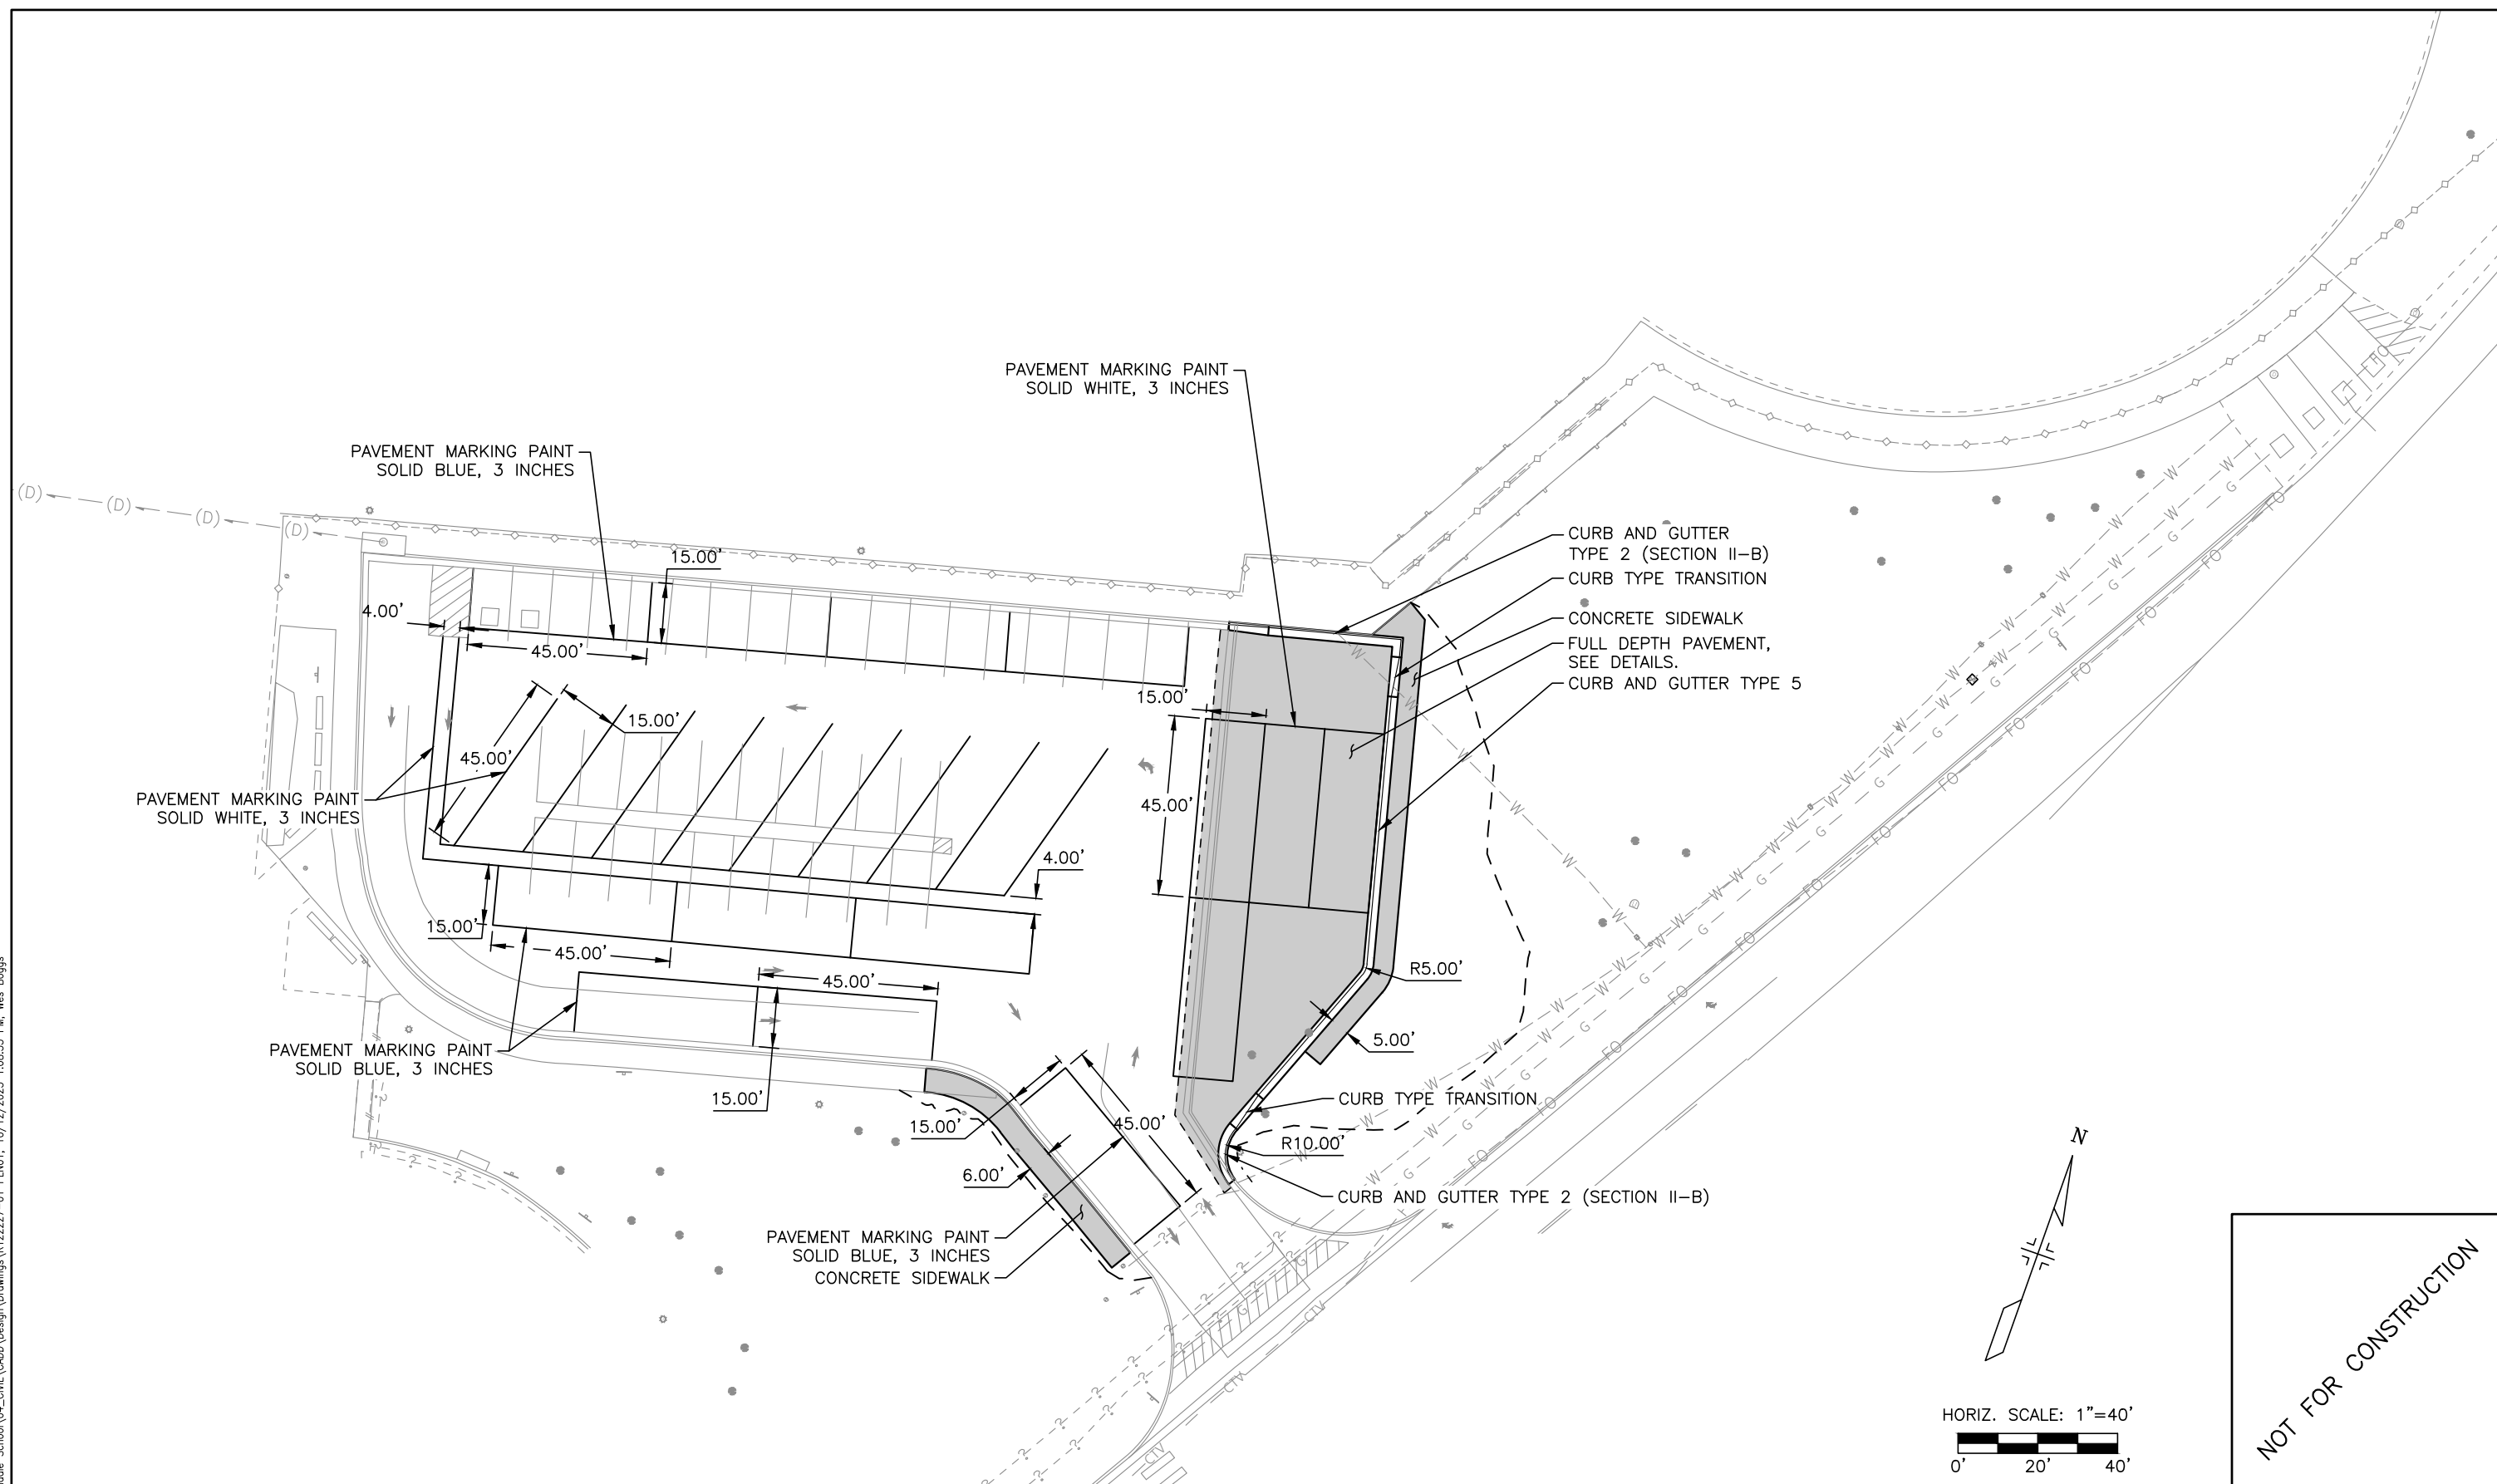 PAVEMENT MARKING PAINT
SOLID WHITE, 3 INCHES
PAVEMENT MARKING PAINT
SOLID BLUE, 3 INCHES
(D)
(D)
(D)
(D)
15.00'
4.00'
45.00'
CURB AND GUTTER
TYPE 2 (SECTION II-B)
CURB TYPE TRANSITION
CONCRETE SIDEWALK
FULL DEPTH PAVEMENT,
SEE DETAILS.
CURB AND GUTTER TYPE 5
15.00'
15.00'
45.00'
45.00'
PAVEMENT MARKING PAINT
SOLID WHITE, 3 INCHES
4.00'
15.00'
45.00'
45.00'
R5.00'
5.00'
PAVEMENT MARKING PAINT
SOLID BLUE, 3 INCHES
15.00'
15.00'
45.00'
CURB TYPE TRANSITION
R10.00'
6.00'
CURB AND GUTTER TYPE 2 (SECTION II-B)
PAVEMENT MARKING PAINT
SOLID BLUE, 3 INCHES
CONCRETE SIDEWALK
W
W
W
W
W
G
G
G
FO
FO
FO
CTV
CTV
CTV
N
HORIZ. SCALE: 1"=40'
0' 20' 40'
NOT FOR CONSTRUCTION